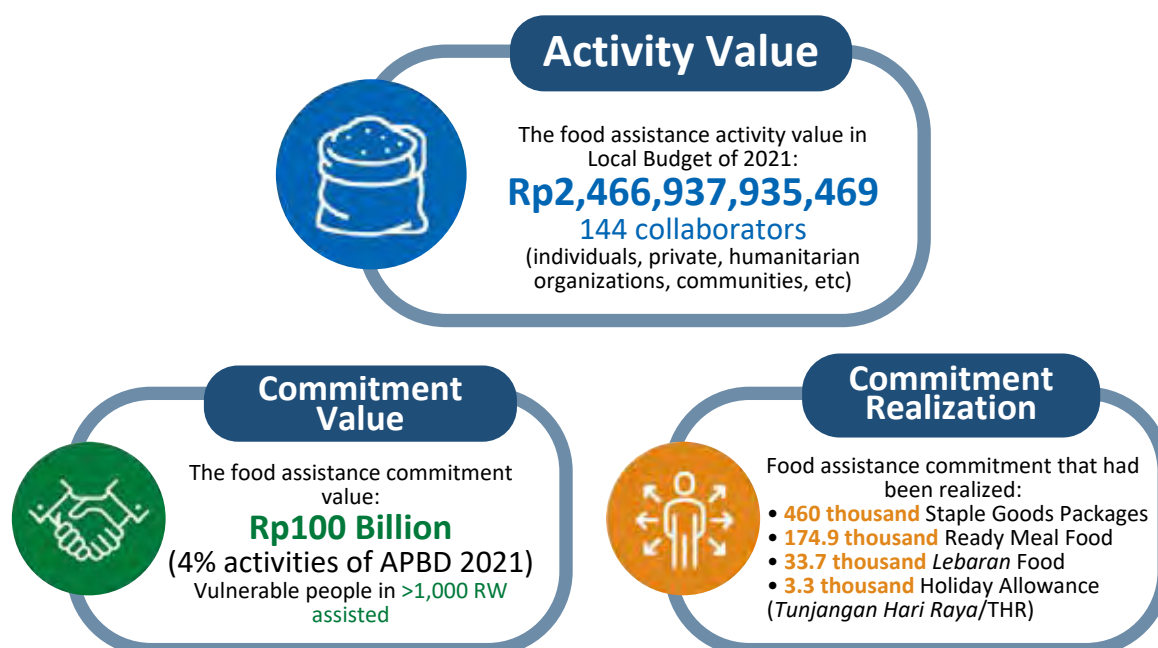 Activity Value
The food assistance activity value in
Local Budget of 2021:
Rp2,466,937,935,469
144 collaborators
(individuals, private, humanitarian
organizations, communities, etc)
Commitment
Value
The food assistance commitment
value:
Rp100 Billion
(4% activities of APBD 2021)
Vulnerable people in >1,000 RW
assisted
Commitment
Realization
Food assistance commitment that had
been realized:
• 460 thousand Staple Goods Packages
• 174.9 thousand Ready Meal Food
• 33.7 thousand Lebaran Food
• 3.3 thousand Holiday Allowance
(Tunjangan Hari Raya/THR)